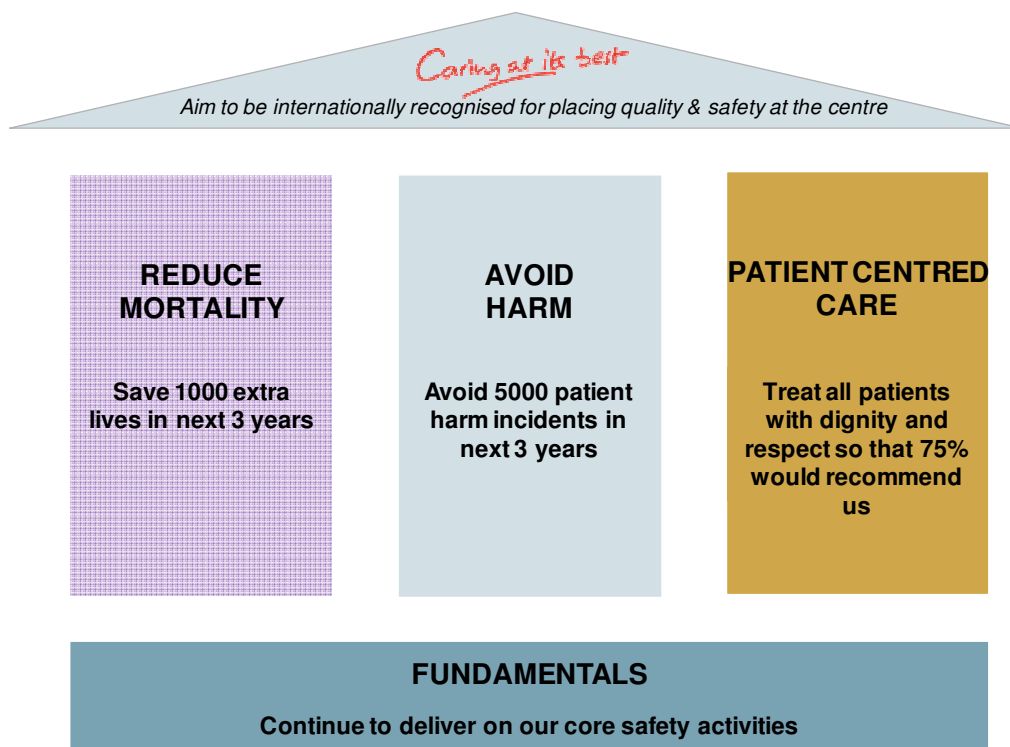 Caring at its best
Aim to be internationally recognised for placing quality & safety at the centre
REDUCE
MORTALITY
Save 1000 extra
lives in next 3 years
AVOID
HARM
Avoid 5000 patient
harm incidents in
next 3 years
PATIENT CENTRED
CARE
Treat all patients
with dignity and
respect so that 75%
would recommend
us
FUNDAMENTALS
Continue to deliver on our core safety activities